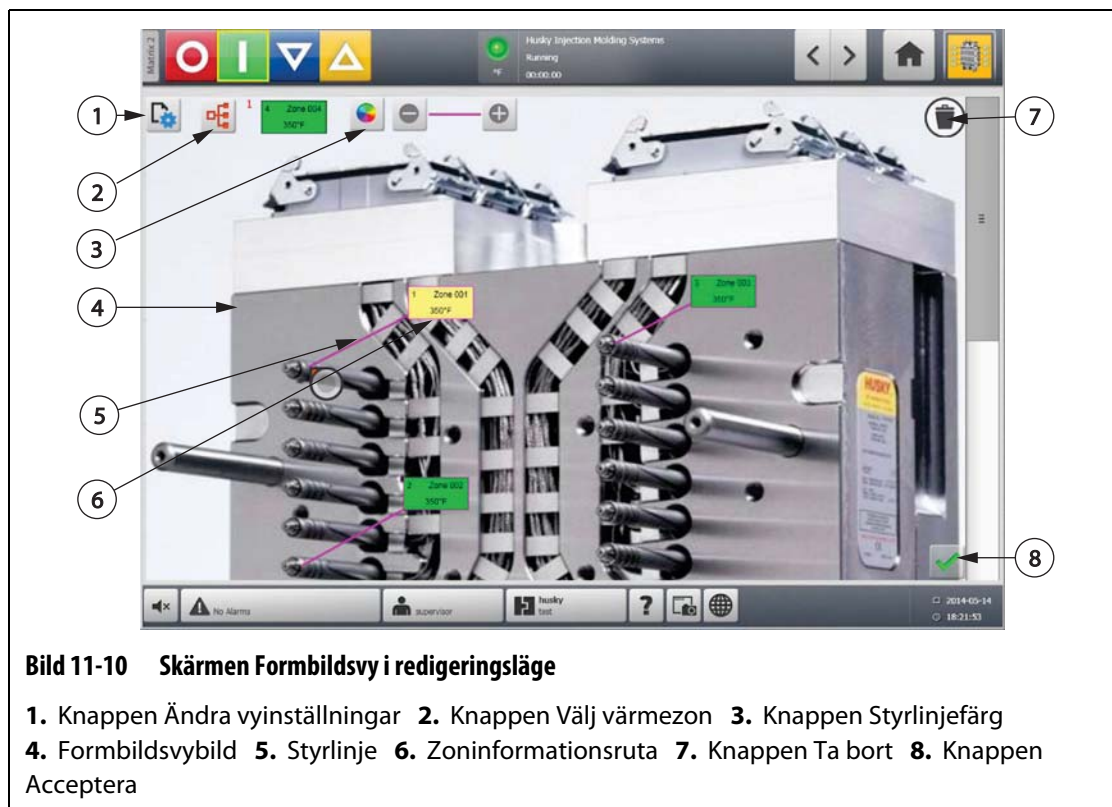 Matrix 2
Husky Injection Molding Systems
Running
°F 00:00:00
1 4 Zone 004
350°F
1
2
3
4
5
6
7
8
1 Zone 001
350°F
3 Zone 003
350°F
2 Zone 002
350°F
HUSKY
No Alarms
supervisor
husky
test
?
2014-05-14
18:21:53
Bild 11-10 Skärmen Formbildsvy i redigeringsläge
1. Knappen Ändra vyinställningar 2. Knappen Välj värmezon 3. Knappen Styrlinjefärg
4. Formbildsvybild 5. Styrlinje 6. Zoninformationsruta 7. Knappen Ta bort 8. Knappen
Acceptera